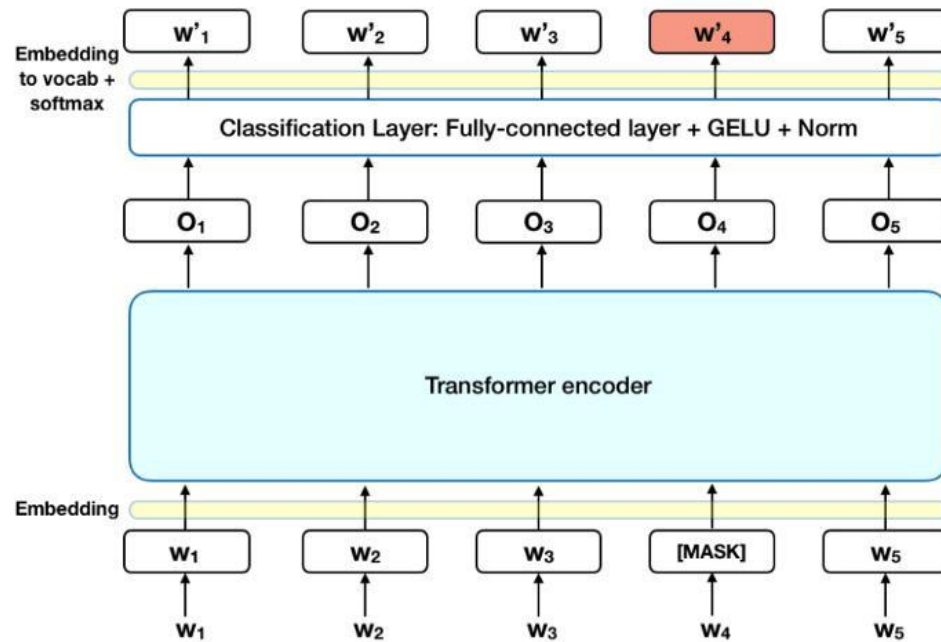 w'₁ w'₂ w'₃ w'₄ w'₅
Embedding
to vocab +
softmax
Classification Layer: Fully-connected layer + GELU + Norm
O₁ O₂ O₃ O₄ O₅
Transformer encoder
Embedding
w₁ w₂ w₃ [MASK] w₅
w₁ w₂ w₃ w₄ w₅